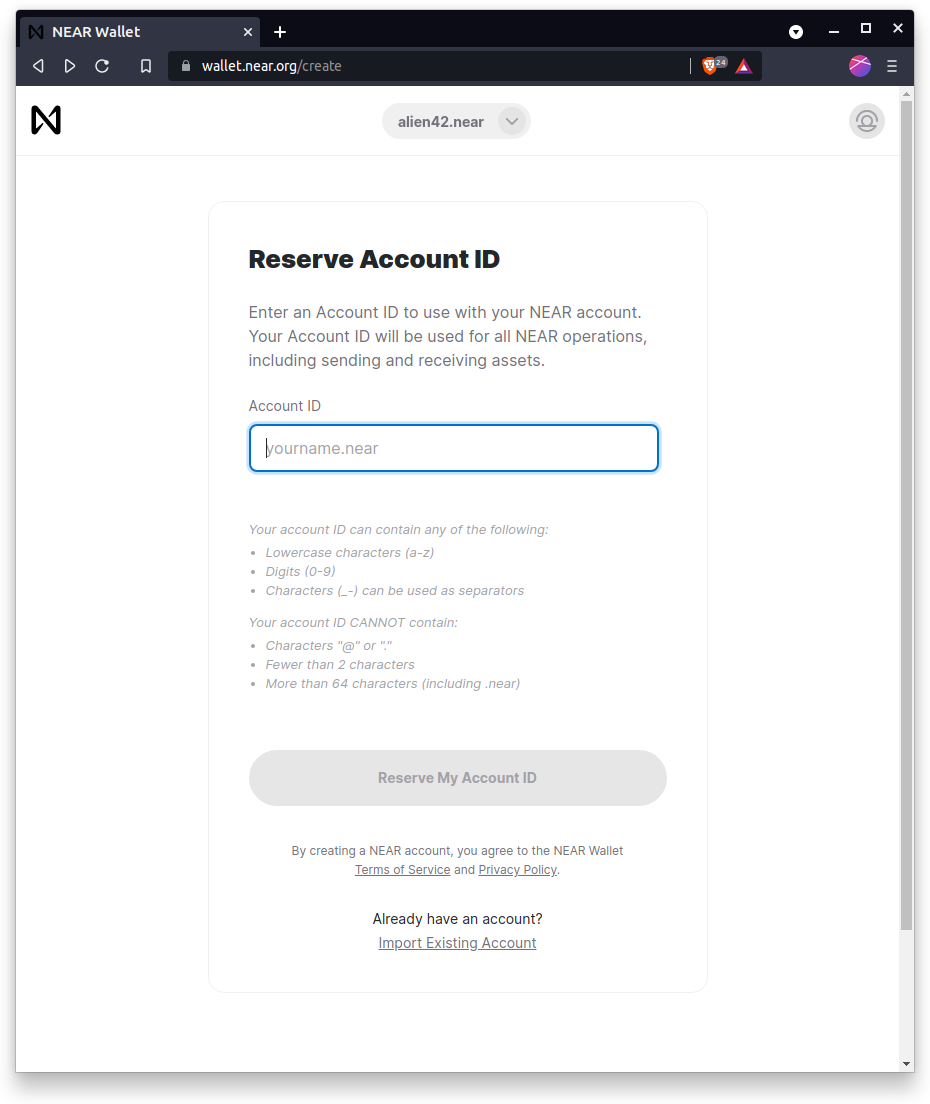 NEAR Wallet
wallet.near.org/create
24
alien42.near
Reserve Account ID
Enter an Account ID to use with your NEAR account.
Your Account ID will be used for all NEAR operations,
including sending and receiving assets.
Account ID
yourname.near
Your account ID can contain any of the following:
• Lowercase characters (a-z)
• Digits (0-9)
• Characters (_-) can be used as separators
Your account ID CANNOT contain:
• Characters "@" or "."
• Fewer than 2 characters
• More than 64 characters (including .near)
Reserve My Account ID
By creating a NEAR account, you agree to the NEAR Wallet
Terms of Service and Privacy Policy.
Already have an account?
Import Existing Account